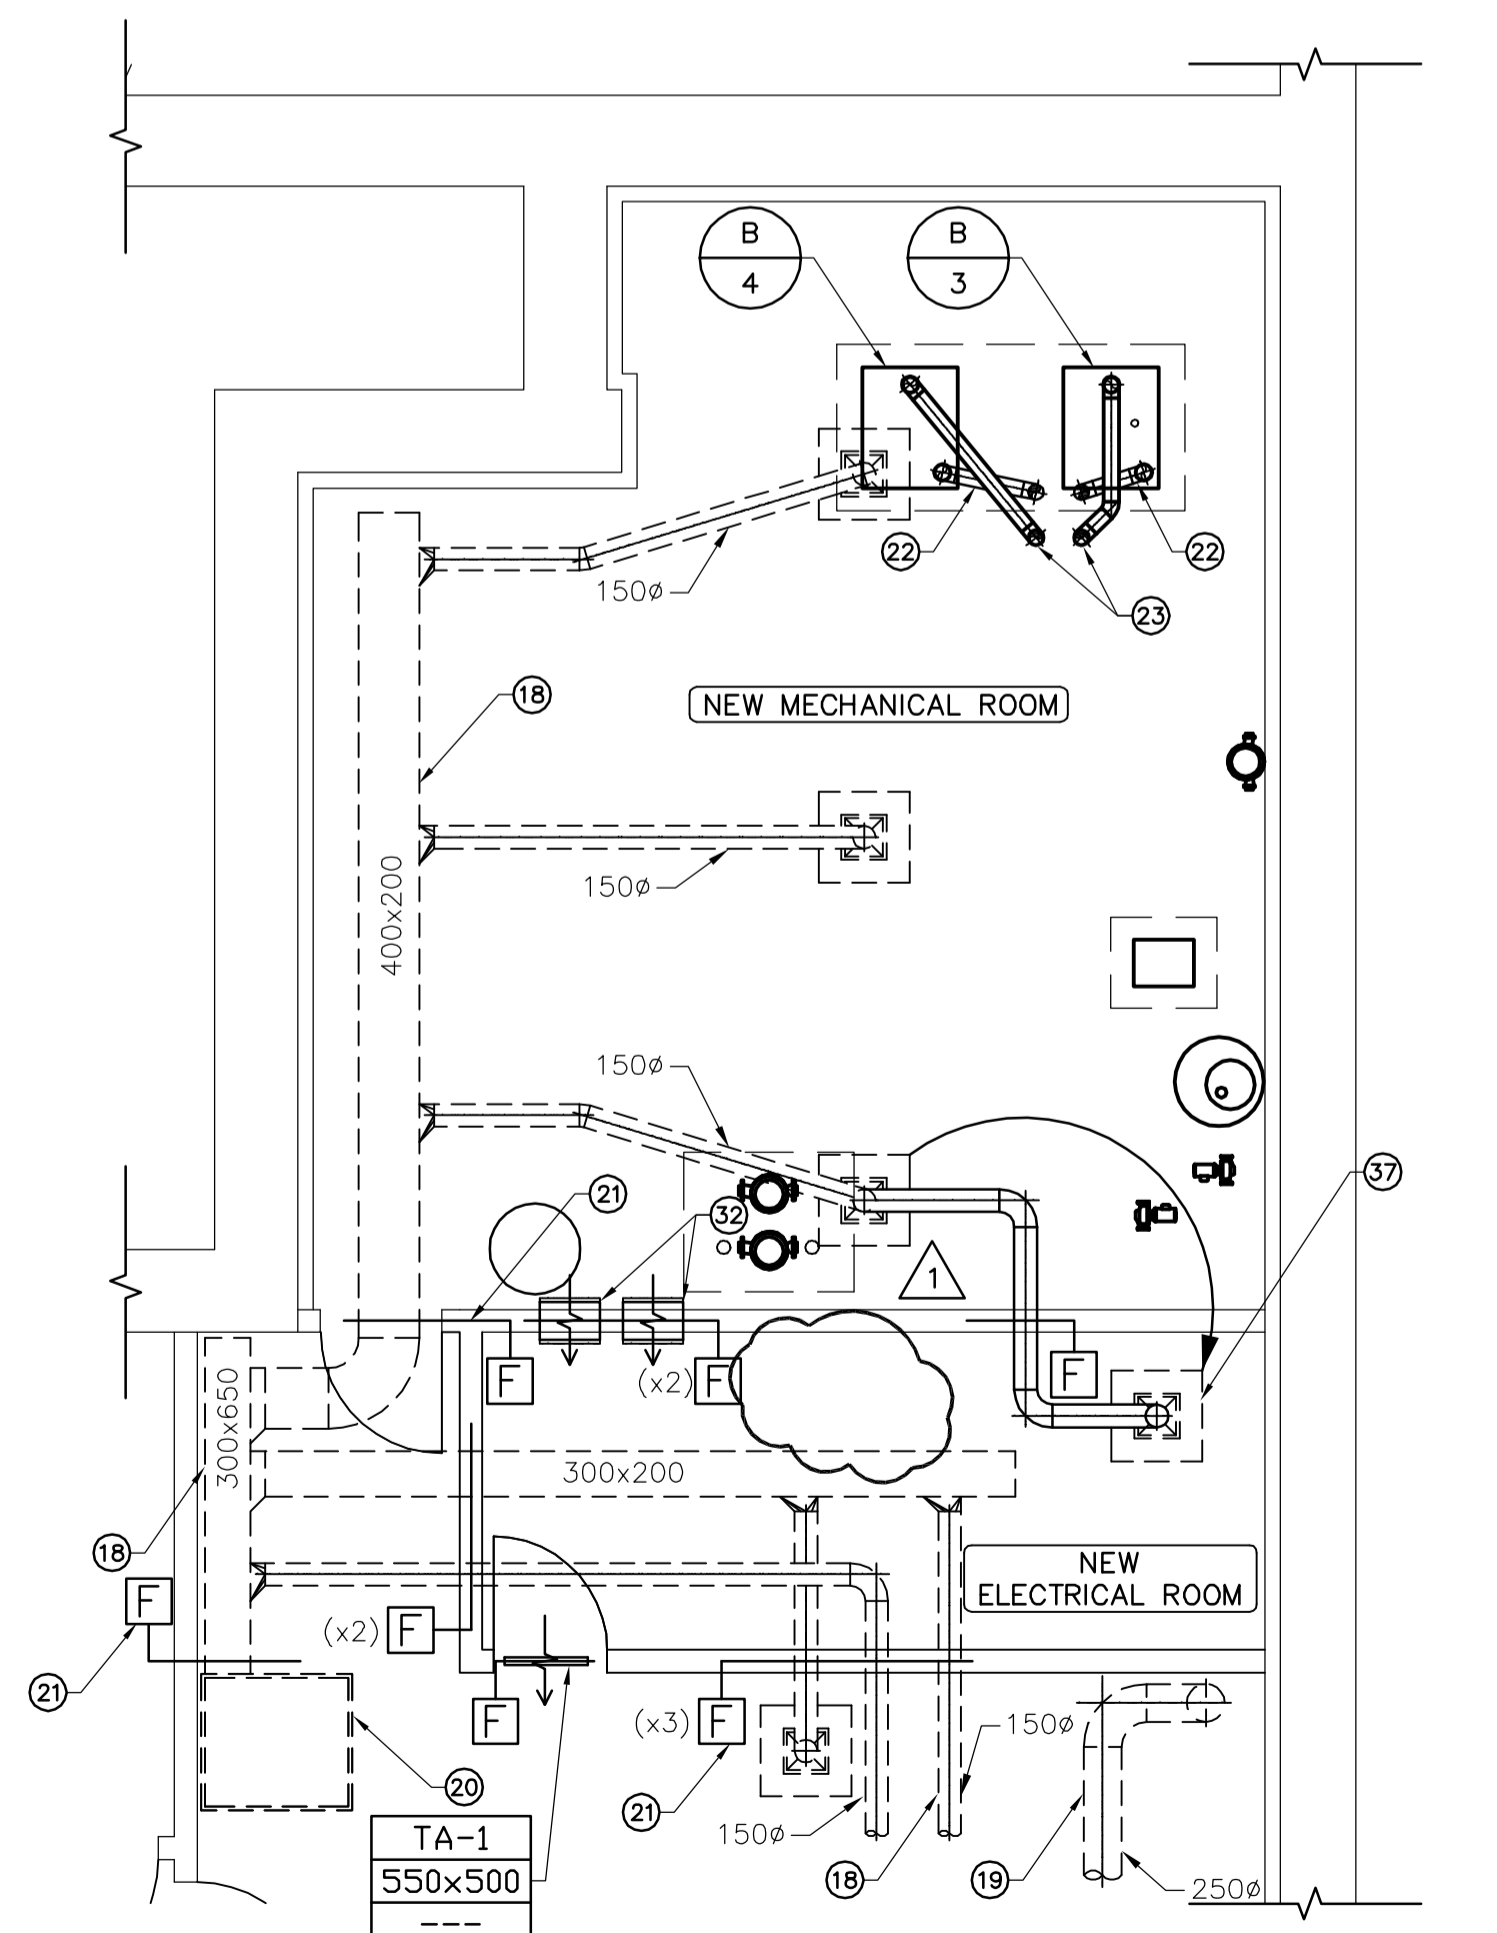 B
4
B
3
22
22
150ø
23
18
NEW MECHANICAL ROOM
150ø
400x200
150ø
37
21
32
1
F
(x2) F
F
300x650
300x200
18
NEW
ELECTRICAL ROOM
F
(x2) F
21
F
(x3) F
150ø
20
21
TA-1
150ø
550x500
18
19
250ø
---